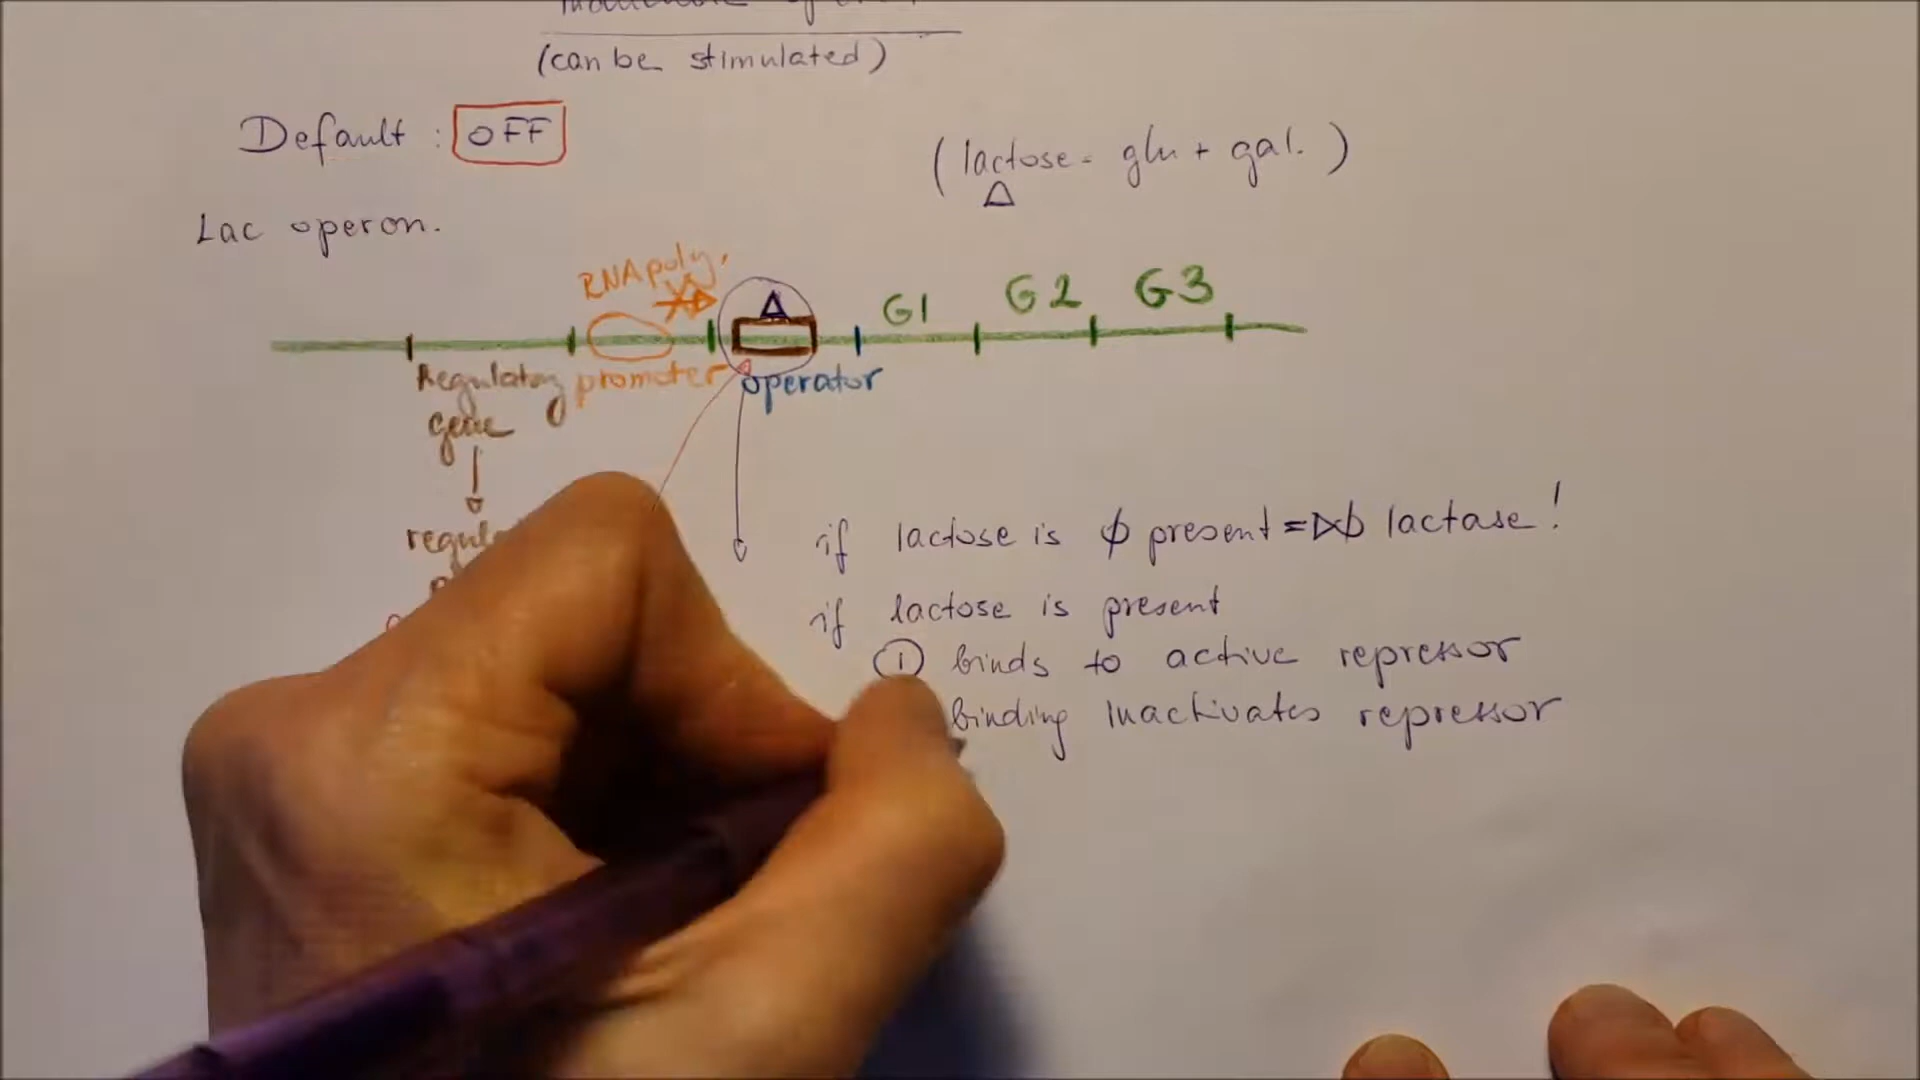 (can be stimulated)
Default : OFF
(lactose = glu + gal. )
Δ
Lac operon.
RNA poly.
Δ
G1 G2 G3
Regulatory promoter operator
gene
if lactose is ϕ present => ϕ lactase !
if lactose is present
① binds to active repressor
binding inactivates repressor